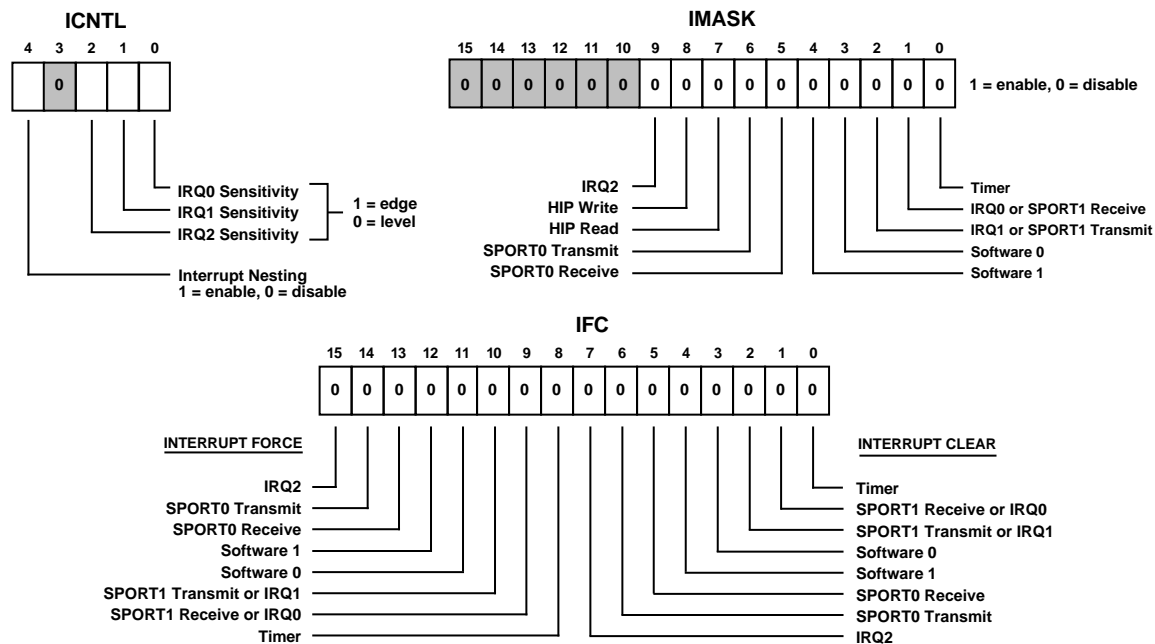 ICNTL
4 3 2 1 0
0
IRQ0 Sensitivity
IRQ1 Sensitivity
IRQ2 Sensitivity
1 = edge
0 = level
Interrupt Nesting
1 = enable, 0 = disable
IMASK
15 14 13 12 11 10 9 8 7 6 5 4 3 2 1 0
0 0 0 0 0 0 0 0 0 0 0 0 0 0 0 0
1 = enable, 0 = disable
IRQ2
HIP Write
HIP Read
SPORT0 Transmit
SPORT0 Receive
Timer
IRQ0 or SPORT1 Receive
IRQ1 or SPORT1 Transmit
Software 0
Software 1
IFC
15 14 13 12 11 10 9 8 7 6 5 4 3 2 1 0
0 0 0 0 0 0 0 0 0 0 0 0 0 0 0 0
INTERRUPT FORCE
IRQ2
SPORT0 Transmit
SPORT0 Receive
Software 1
Software 0
SPORT1 Transmit or IRQ1
SPORT1 Receive or IRQ0
Timer
INTERRUPT CLEAR
Timer
SPORT1 Receive or IRQ0
SPORT1 Transmit or IRQ1
Software 0
Software 1
SPORT0 Receive
SPORT0 Transmit
IRQ2